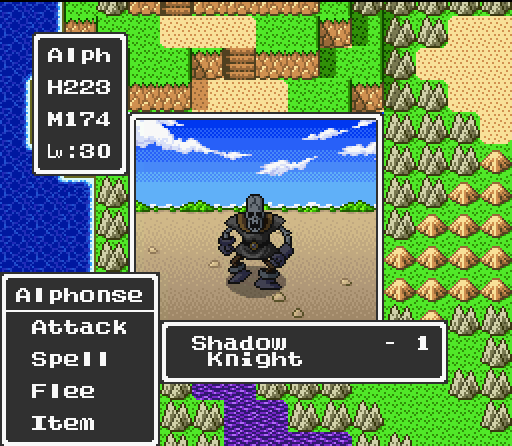 Alph
H223
M174
Lv:30
Alphonse
Attack
Spell
Flee
Item
Shadow - 1
Knight